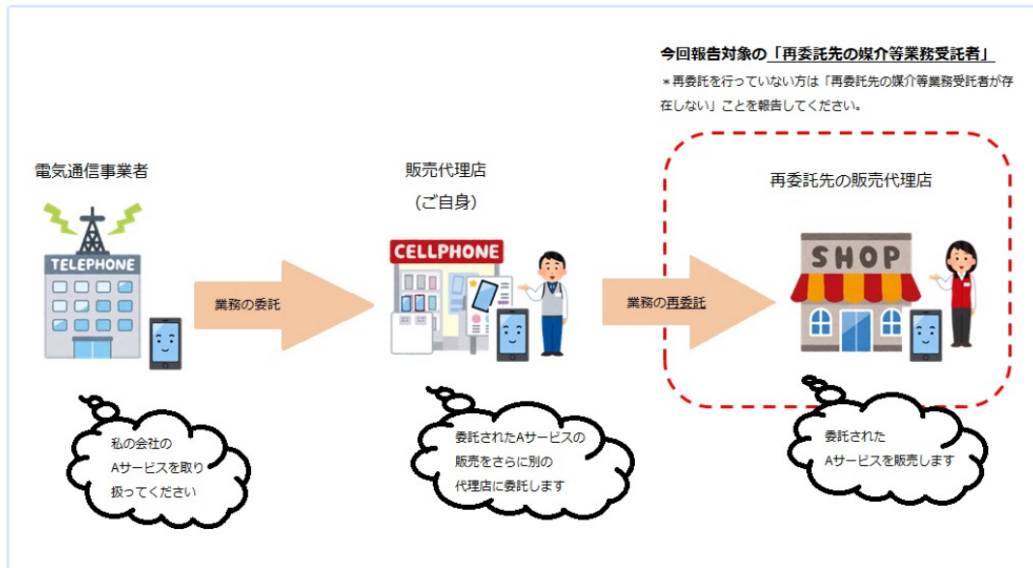 今回報告対象の「再委託先の媒介等業務受託者」
＊再委託を行っていない方は「再委託先の媒介等業務受託者が存
在しない」ことを報告してください。
電気通信事業者
販売代理店
(ご自身)
再委託先の販売代理店
TELEPHONE
CELLPHONE
SHOP
業務の委託
業務の再委託
私の会社の
Aサービスを取り
扱ってください
委託されたAサービスの
販売をさらに別の
代理店に委託します
委託された
Aサービスを販売します